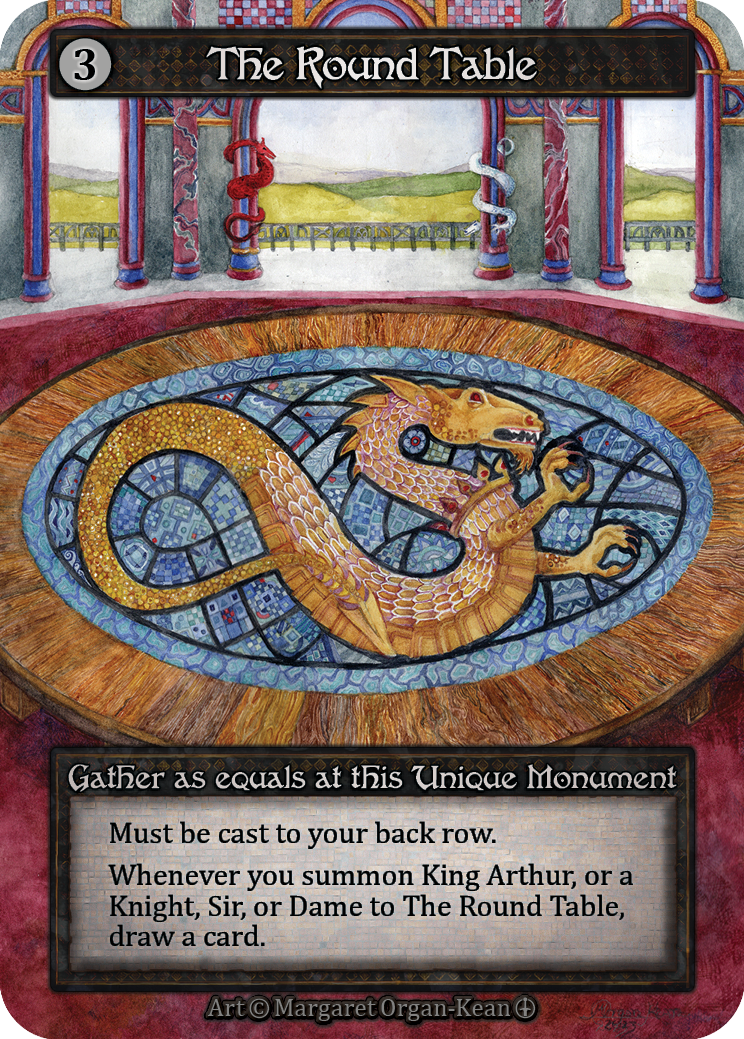 3
The Round Table
Gather as equals at this Unique Monument
Must be cast to your back row.
Whenever you summon King Arthur, or a
Knight, Sir, or Dame to The Round Table,
draw a card.
Art © Margaret Organ-Kean